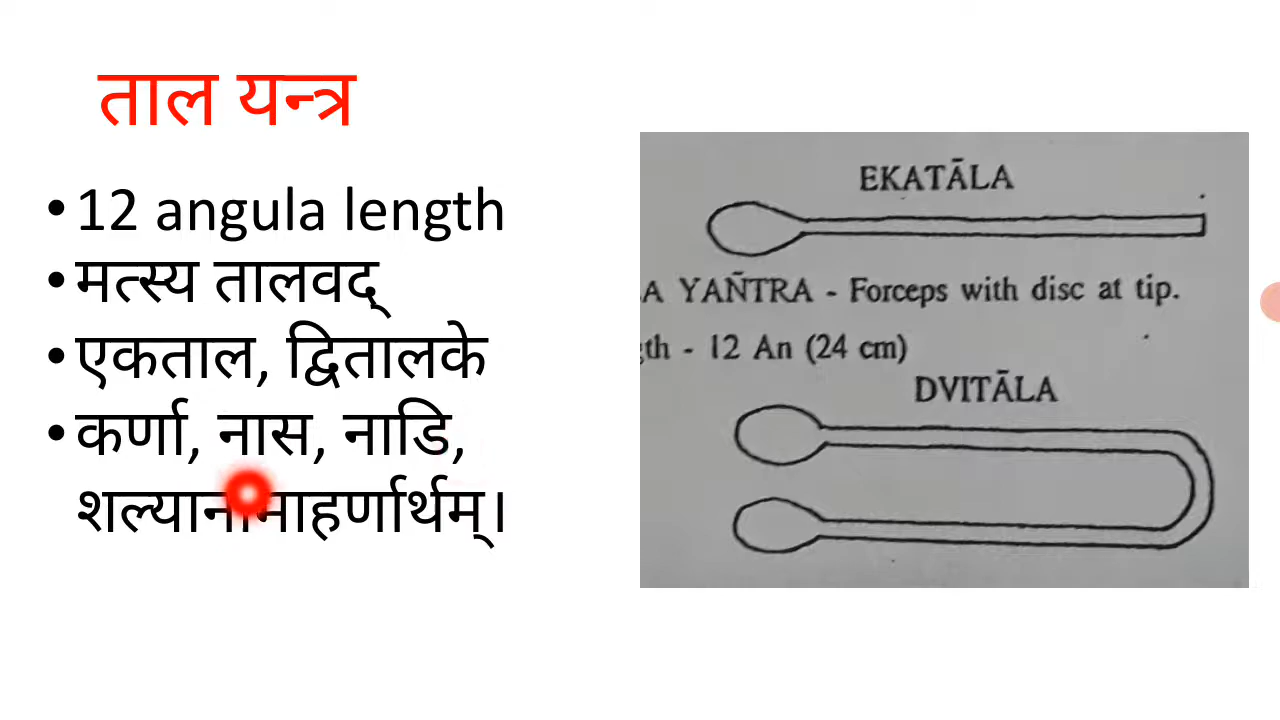 ताल यन्त्र
•12 angula length
•मत्स्य तालवद्
•एकताल, द्वितालके
•कर्णा, नास, नाडि,
शल्यानामाहर्णार्थम्।
EKATĀLA
A YAÑTRA - Forceps with disc at tip.
th - 12 An (24 cm)
DVITĀLA